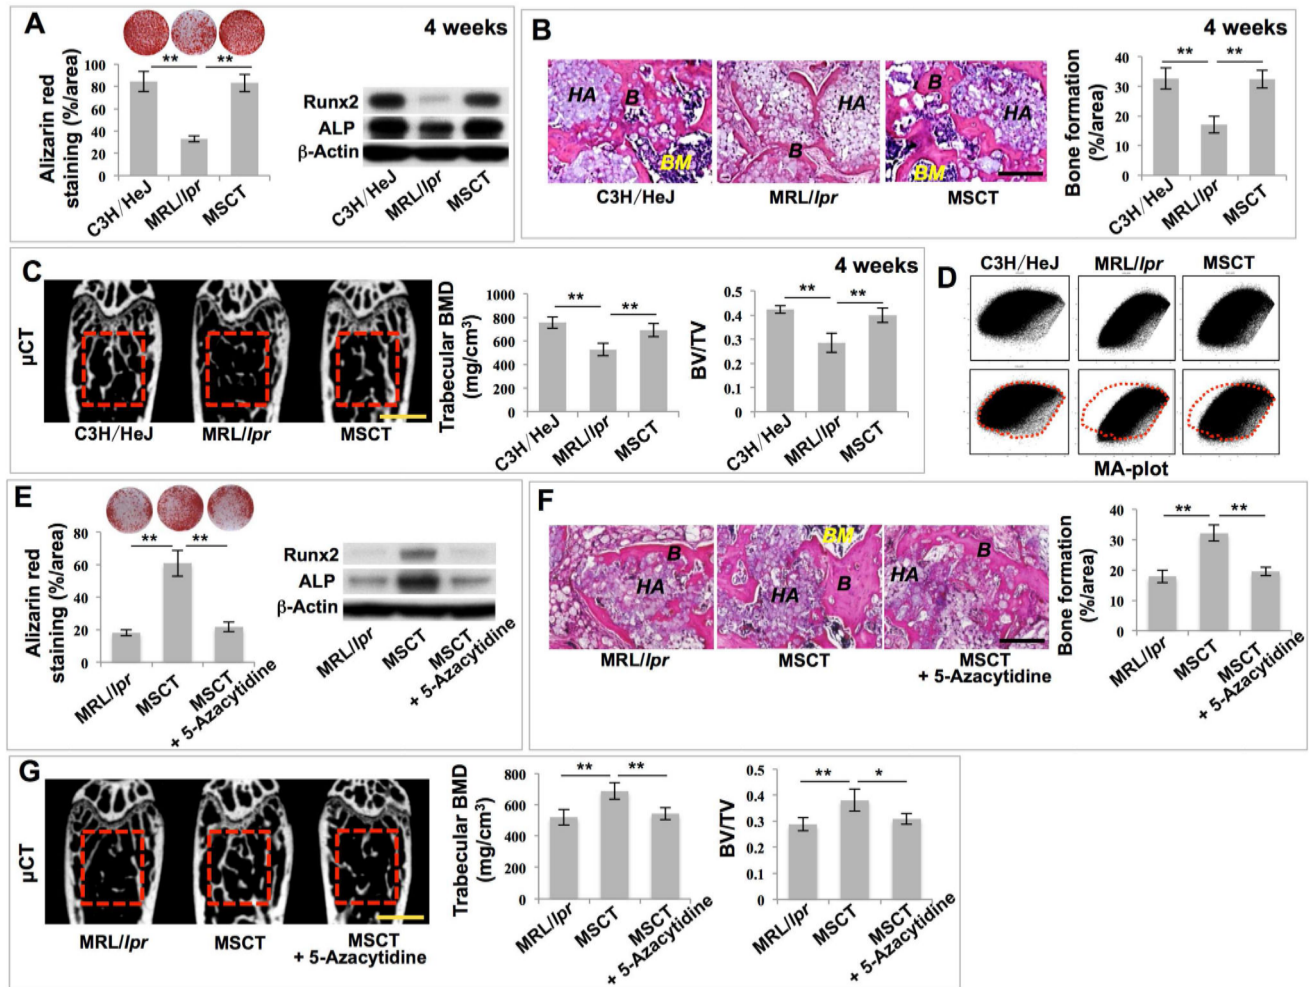 A
4 weeks
Alizarin red
staining (%/area)
100
80
60
40
20
0
**
**
C3H/HeJ
MRL/lpr
MSCT
Runx2
ALP
β-Actin
C3H/HeJ
MRL/lpr
MSCT
B
4 weeks
HA
B
BM
HA
B
B
HA
BM
C3H/HeJ
MRL/lpr
MSCT
Bone formation
(%/area)
40
30
20
10
0
**
**
C3H/HeJ
MRL/lpr
MSCT
C
4 weeks
μCT
C3H/HeJ
MRL/lpr
MSCT
Trabecular BMD
(mg/cm³)
1000
800
600
400
200
0
**
**
C3H/HeJ
MRL/lpr
MSCT
BV/TV
0.5
0.4
0.3
0.2
0.1
0
**
**
C3H/HeJ
MRL/lpr
MSCT
D
C3H/HeJ
MRL/lpr
MSCT
MA-plot
E
Alizarin red
staining (%/area)
80
60
40
20
0
**
**
MRL/lpr
MSCT
MSCT
+ 5-Azacytidine
Runx2
ALP
β-Actin
MRL/lpr
MSCT
MSCT
+ 5-Azacytidine
F
B
HA
BM
HA
B
B
HA
MRL/lpr
MSCT
MSCT
+ 5-Azacytidine
Bone formation
(%/area)
40
30
20
10
0
**
**
MRL/lpr
MSCT
MSCT
+ 5-Azacytidine
G
μCT
MRL/lpr
MSCT
MSCT
+ 5-Azacytidine
Trabecular BMD
(mg/cm³)
800
600
400
200
0
**
**
MRL/lpr
MSCT
MSCT
+ 5-Azacytidine
BV/TV
0.5
0.4
0.3
0.2
0.1
0
**
*
MRL/lpr
MSCT
MSCT
+ 5-Azacytidine